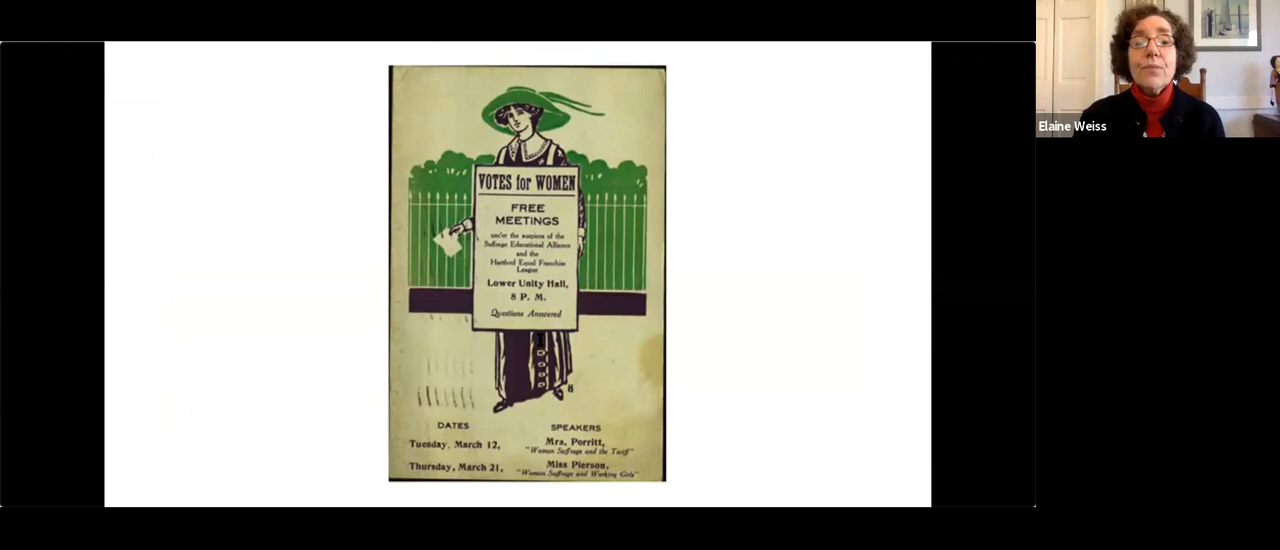 VOTES for WOMEN
FREE
MEETINGS
under the auspices of the
Suffrage Educational Alliance
and the
Hartford Equal Franchise
League
Lower Unity Hall,
8 P. M.
Questions Answered
DATES
Tuesday, March 12,
Thursday, March 21,
SPEAKERS
Mrs. Porritt,
"Woman Suffrage and the Tariff"
Miss Pierson,
"Woman Suffrage and Working Girls"
Elaine Weiss